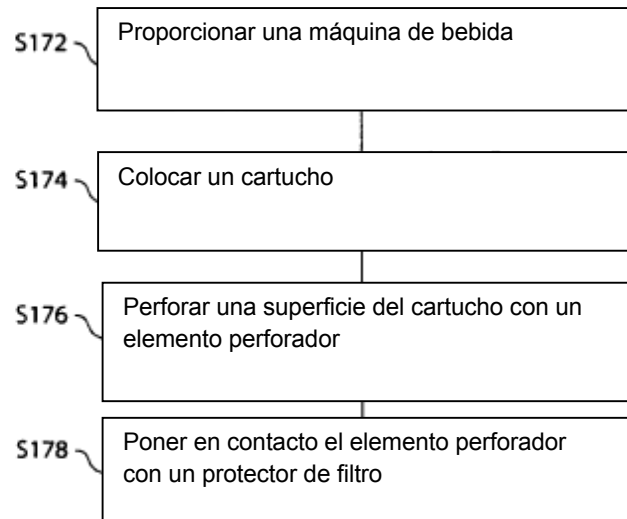 S172 Proporcionar una máquina de bebida
S174 Colocar un cartucho
S176 Perforar una superficie del cartucho con un
elemento perforador
S178 Poner en contacto el elemento perforador
con un protector de filtro